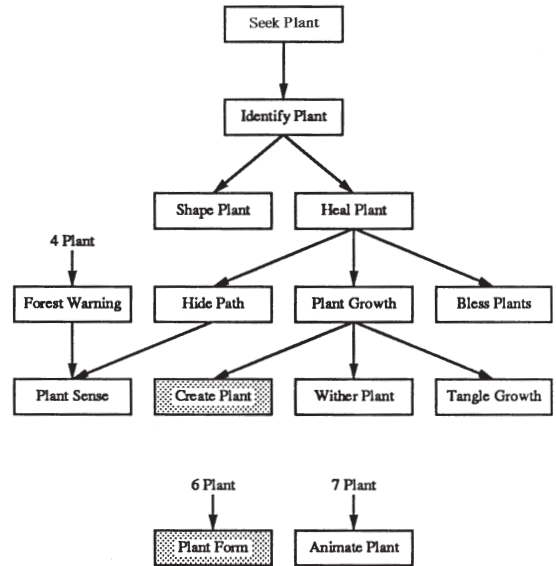 Seek Plant
Identify Plant
Shape Plant
Heal Plant
4 Plant
Forest Warning
Hide Path
Plant Growth
Bless Plants
Plant Sense
Create Plant
Wither Plant
Tangle Growth
6 Plant
7 Plant
Plant Form
Animate Plant